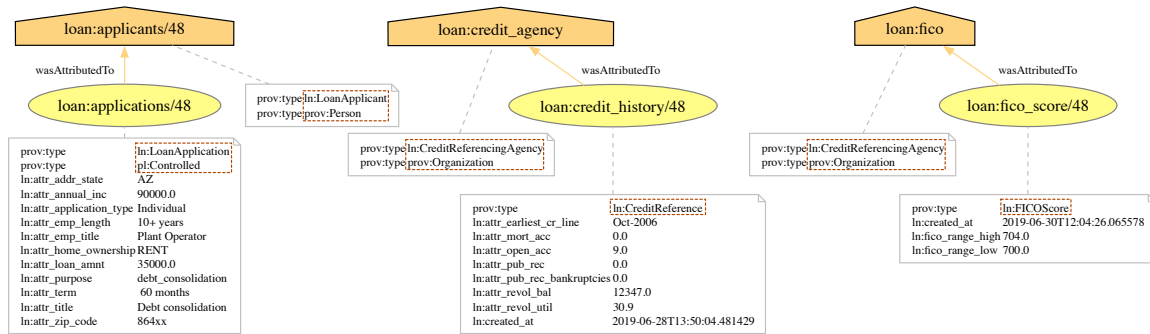 loan:applicants/48
wasAttributedTo
loan:applications/48
prov:type ln:LoanApplicant
prov:type prov:Person
prov:type ln:LoanApplication
prov:type pl:Controlled
ln:attr_addr_state AZ
ln:attr_annual_inc 90000.0
ln:attr_application_type Individual
ln:attr_emp_length 10+ years
ln:attr_emp_title Plant Operator
ln:attr_home_ownership RENT
ln:attr_loan_amnt 35000.0
ln:attr_purpose debt_consolidation
ln:attr_term 60 months
ln:attr_title Debt consolidation
ln:attr_zip_code 864xx
loan:credit_agency
wasAttributedTo
loan:credit_history/48
prov:type ln:CreditReferencingAgency
prov:type prov:Organization
prov:type ln:CreditReference
ln:attr_earliest_cr_line Oct-2006
ln:attr_mort_acc 0.0
ln:attr_open_acc 9.0
ln:attr_pub_rec 0.0
ln:attr_pub_rec_bankruptcies 0.0
ln:attr_revol_bal 12347.0
ln:attr_revol_util 30.9
ln:created_at 2019-06-28T13:50:04.481429
loan:fico
wasAttributedTo
loan:fico_score/48
prov:type ln:CreditReferencingAgency
prov:type prov:Organization
prov:type ln:FICOScore
ln:created_at 2019-06-30T12:04:26.065578
ln:fico_range_high 704.0
ln:fico_range_low 700.0